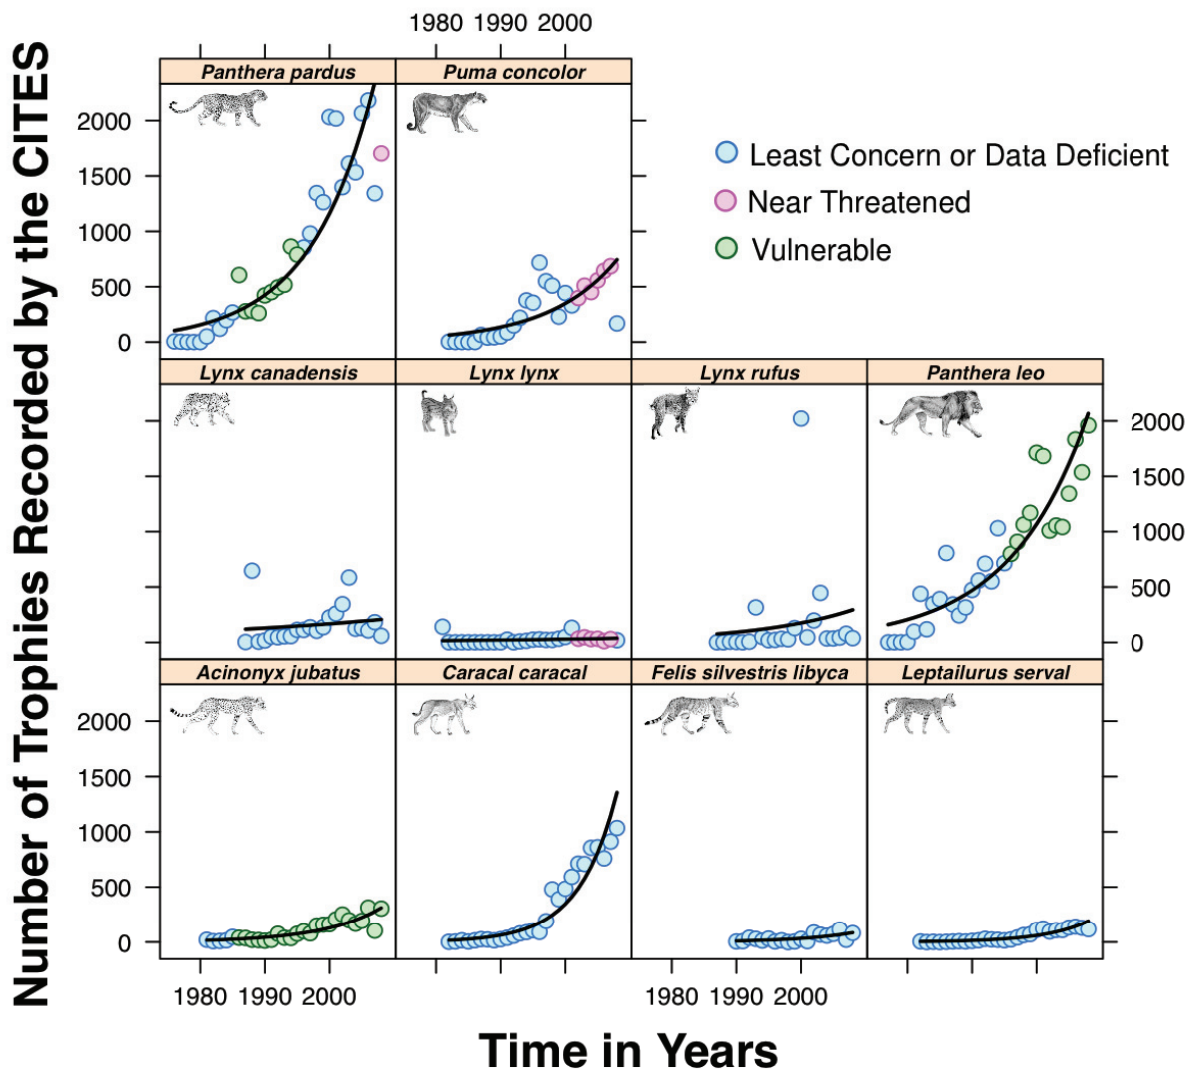 Number of Trophies Recorded by the CITES
1980 1990 2000
Panthera pardus
Puma concolor
2000
1500
1000
500
0
Least Concern or Data Deficient
Near Threatened
Vulnerable
Lynx canadensis
Lynx lynx
Lynx rufus
Panthera leo
2000
1500
1000
500
0
Acinonyx jubatus
Caracal caracal
Felis silvestris libyca
Leptailurus serval
2000
1500
1000
500
0
1980 1990 2000
1980 1990 2000
Time in Years